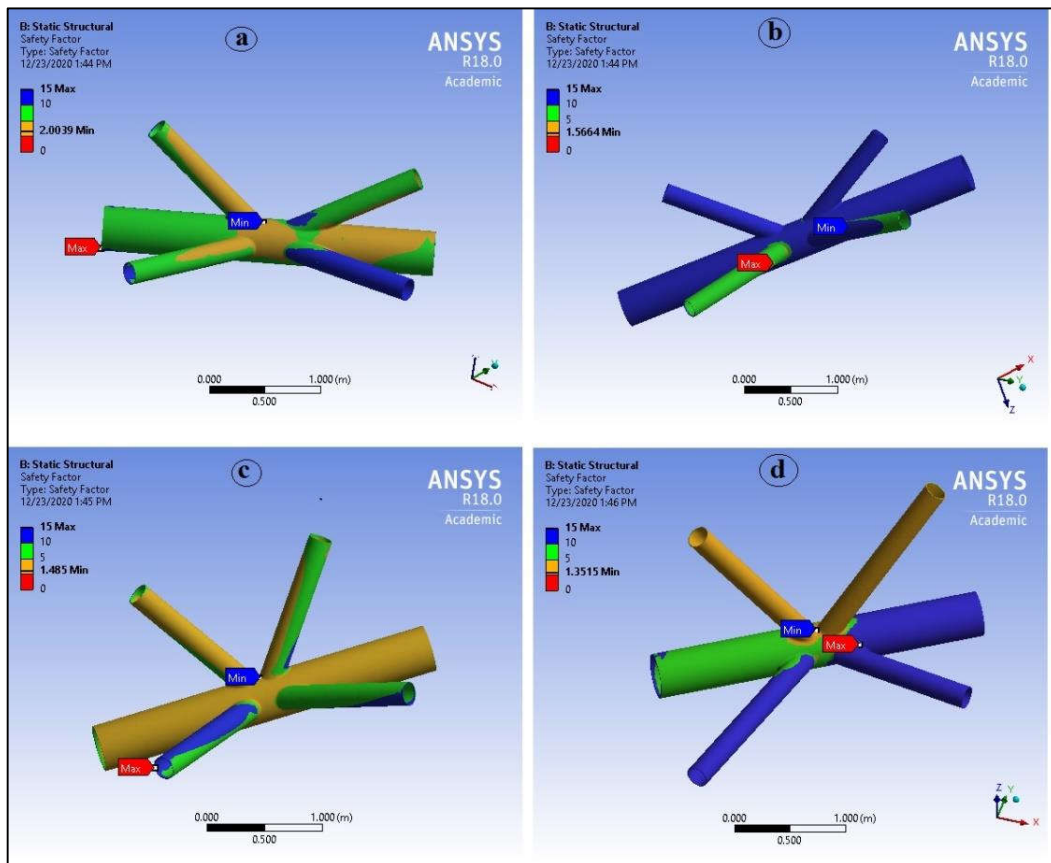 B: Static Structural
Safety Factor
Type: Safety Factor
12/23/2020 1:44 PM
a
ANSYS
R18.0
Academic
15 Max
10
5
2.0039 Min
0
Min
Max
0.000
1.000 (m)
0.500
B: Static Structural
Safety Factor
Type: Safety Factor
12/23/2020 1:44 PM
b
ANSYS
R18.0
Academic
15 Max
10
5
1.5664 Min
0
Min
Max
X
Y
Z
0.000
1.000 (m)
0.500
B: Static Structural
Safety Factor
Type: Safety Factor
12/23/2020 1:45 PM
c
ANSYS
R18.0
Academic
15 Max
10
5
1.485 Min
0
Min
Max
0.000
1.000 (m)
0.500
B: Static Structural
Safety Factor
Type: Safety Factor
12/23/2020 1:46 PM
d
ANSYS
R18.0
Academic
15 Max
10
5
1.3515 Min
0
Min
Max
Z
Y
X
0.000
1.000 (m)
0.500